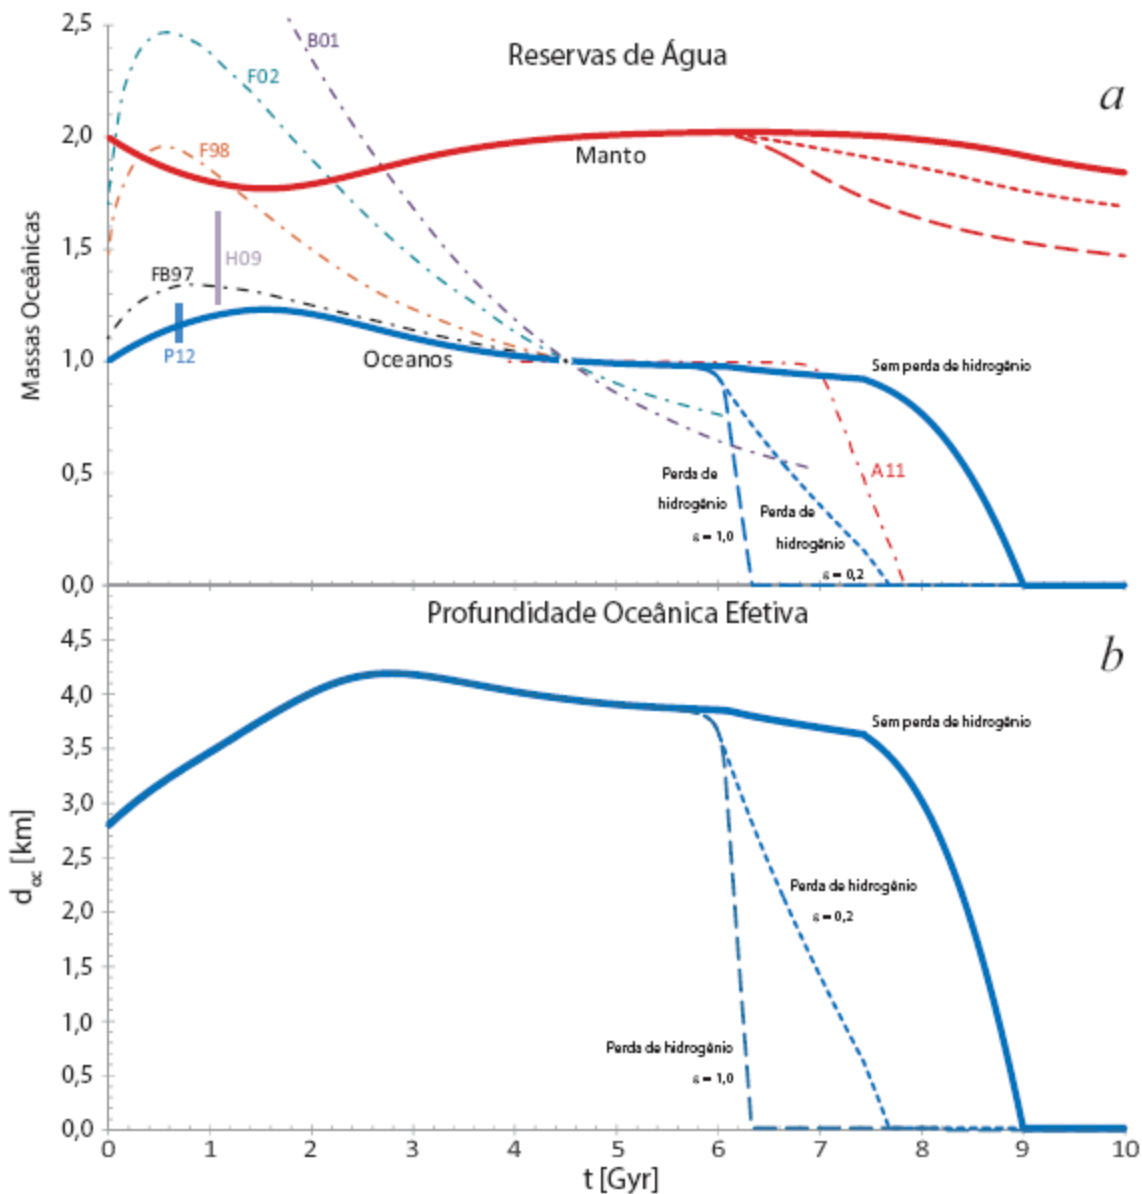 Reservas de Água
a
2,5
2,0
1,5
1,0
0,5
0,0
Massas Oceânicas
B01
F02
F98
H09
FB97
P12
Manto
Oceanos
Sem perda de hidrogênio
A11
Perda de
hidrogênio
ε = 1,0
Perda de
hidrogênio
ε = 0,2
Profundidade Oceânica Efetiva
b
4,5
4,0
3,5
3,0
2,5
2,0
1,5
1,0
0,5
0,0
d [km]
Sem perda de hidrogênio
Perda de hidrogênio
ε = 0,2
Perda de hidrogênio
ε = 1,0
0 1 2 3 4 5 6 7 8 9 10
t [Gyr]